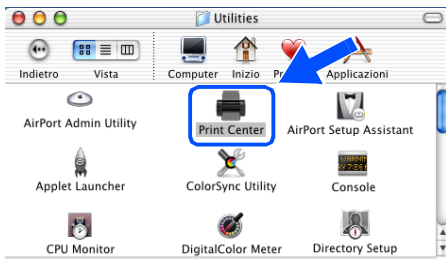 Utilities
Indietro Vista Computer Inizio Applicazioni
AirPort Admin Utility Print Center AirPort Setup Assistant
Applet Launcher ColorSync Utility Console
CPU Monitor DigitalColor Meter Directory Setup